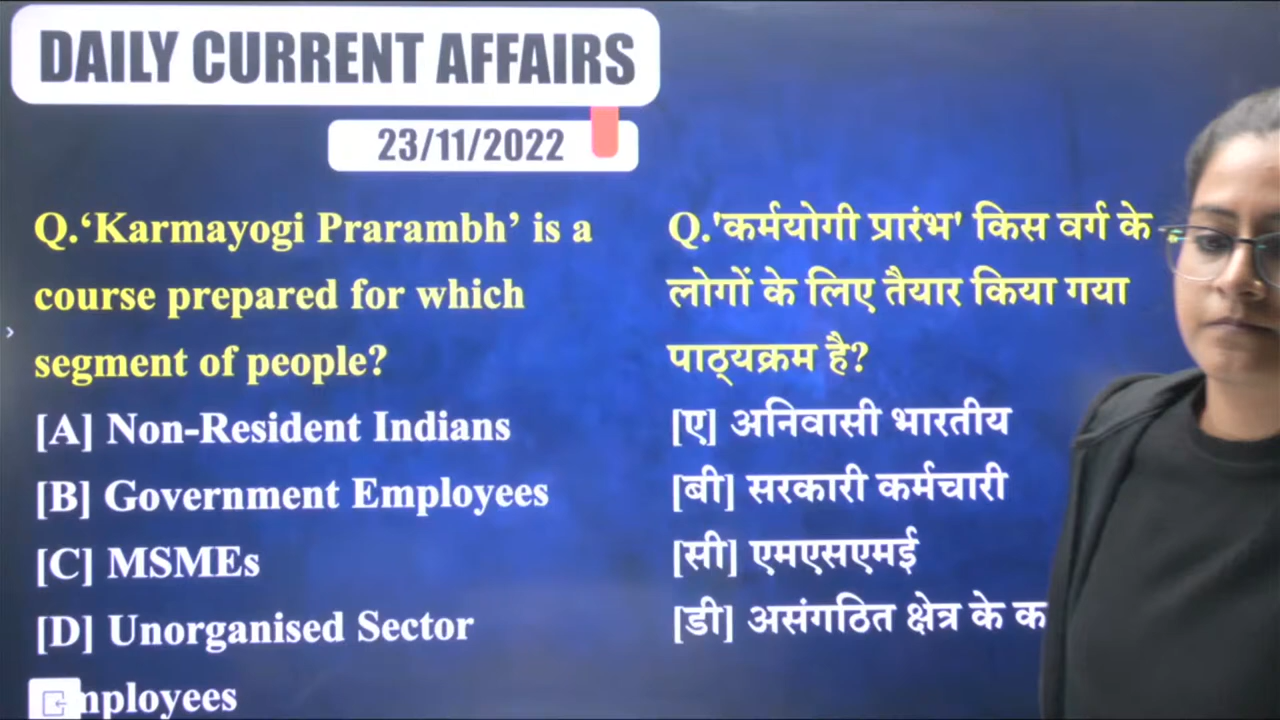 DAILY CURRENT AFFAIRS
23/11/2022
Q.‘Karmayogi Prarambh’ is a
course prepared for which
segment of people?
[A] Non-Resident Indians
[B] Government Employees
[C] MSMEs
[D] Unorganised Sector
Q.'कर्मयोगी प्रारंभ' किस वर्ग के
लोगों के लिए तैयार किया गया
पाठ्यक्रम है?
[ए] अनिवासी भारतीय
[बी] सरकारी कर्मचारी
[सी] एमएसएमई
[डी] असंगठित क्षेत्र के